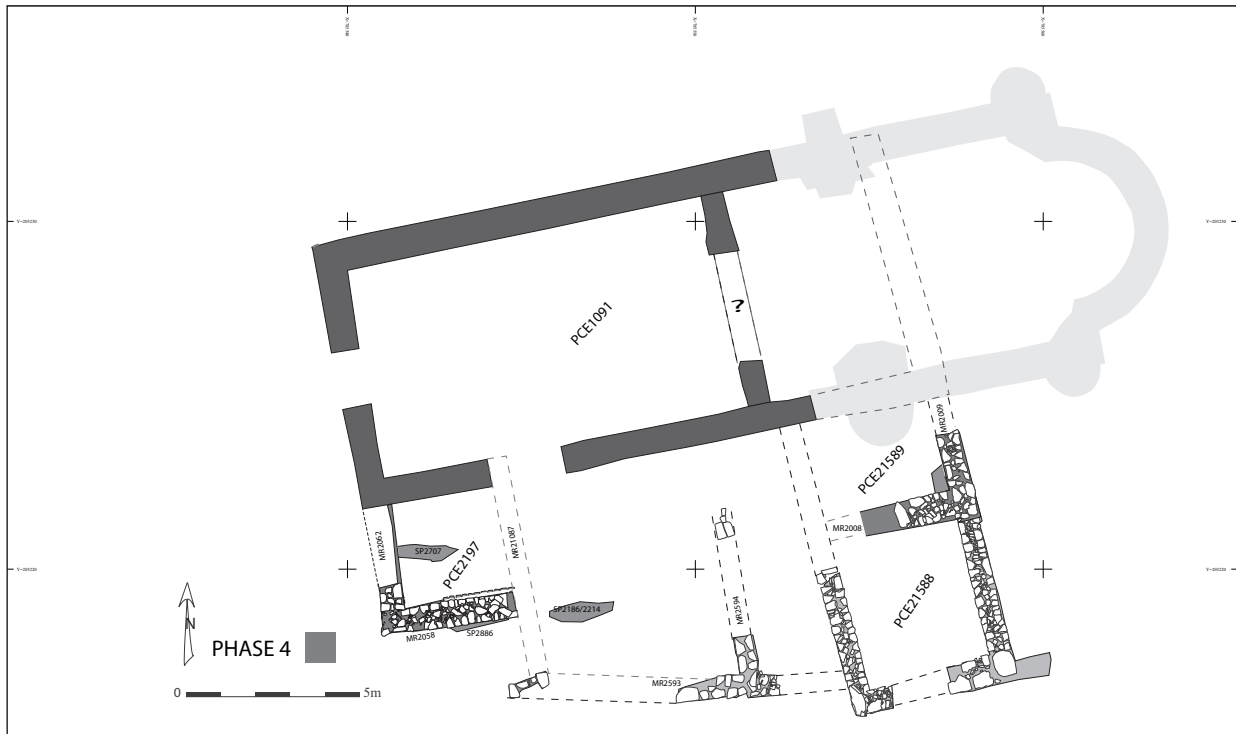 ?
PCE1091
MR2009
PCE21589
MR2008
MR2062
SP2707
PCE2197
MR21087
SP2186/2214
MR2594
PCE21588
MR2058
SP2886
MR2593
N
PHASE 4
0 5m